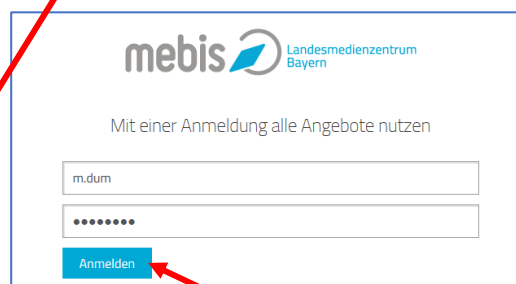 mebis Landesmedienzentrum
Bayern
Mit einer Anmeldung alle Angebote nutzen
m.dum
●●●●●●●●
Anmelden